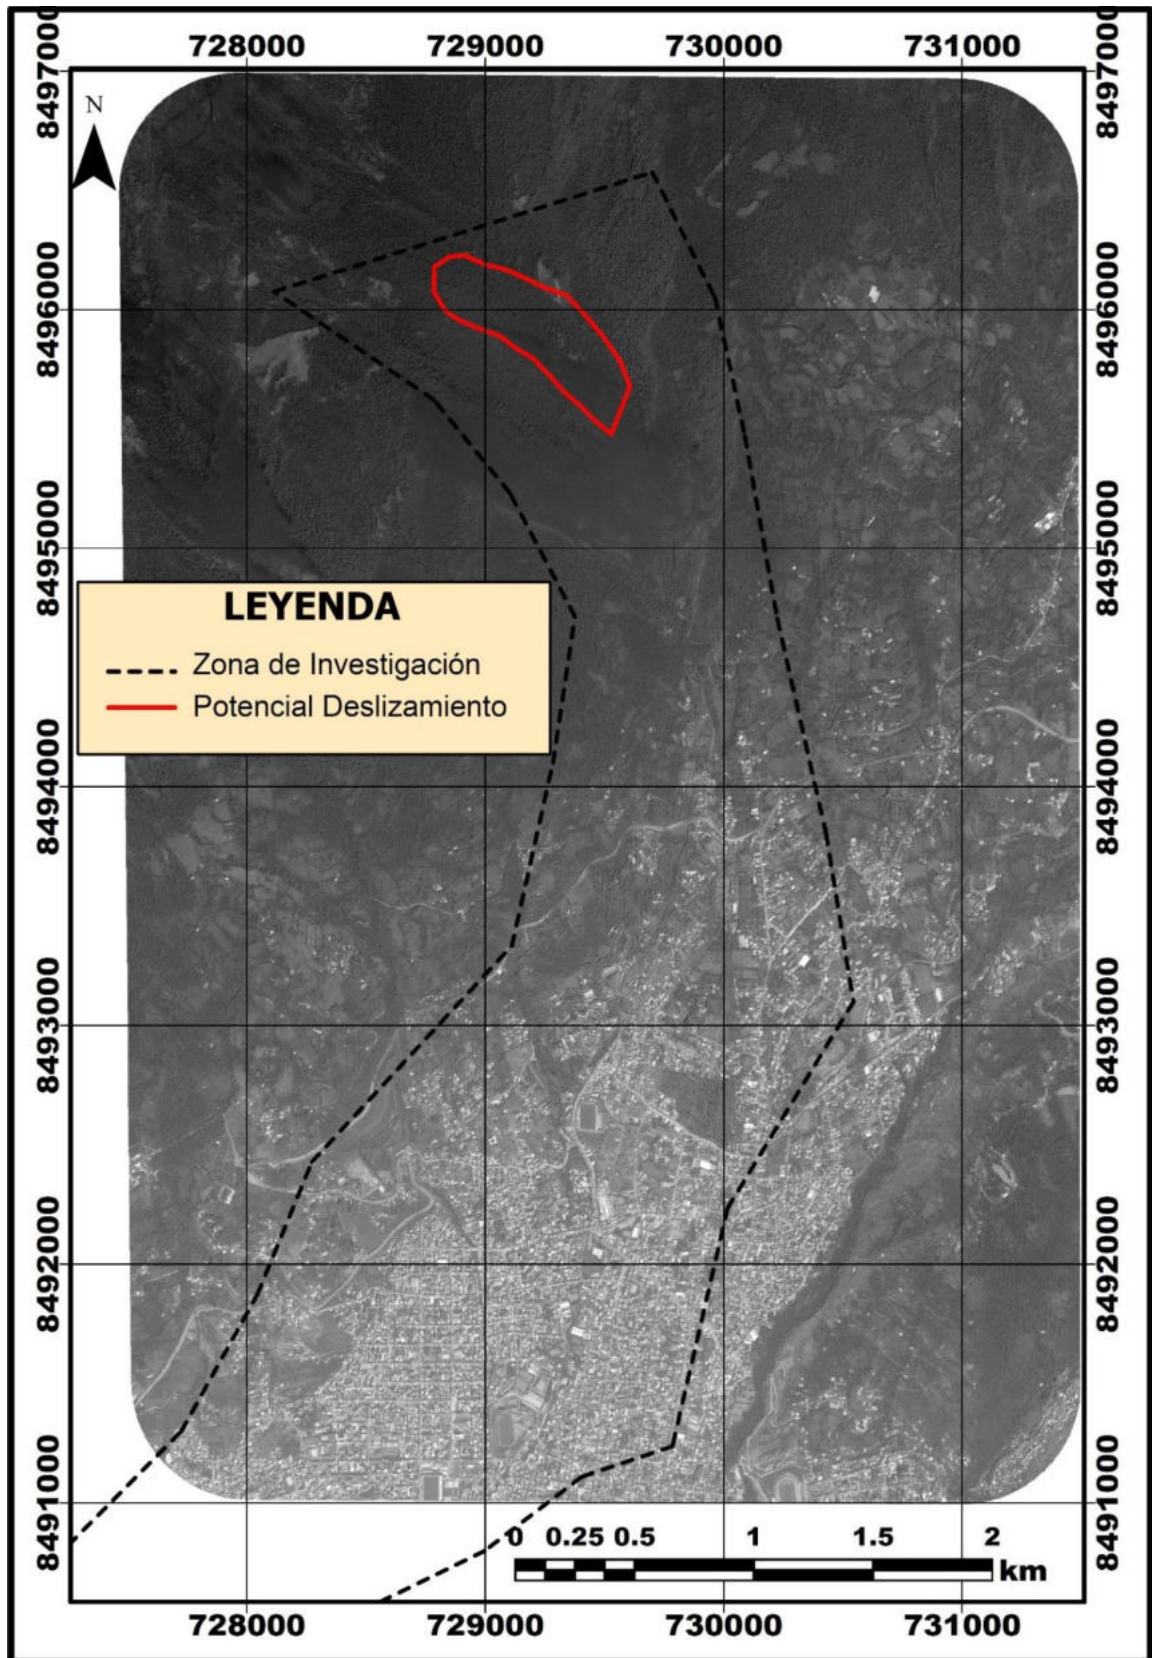 728000 729000 730000 731000
8497000 8497000
N
8496000 8496000
8495000 8495000
LEYENDA
Zona de Investigación
Potencial Deslizamiento
8494000 8494000
8493000 8493000
8492000 8492000
8491000 8491000
0 0.25 0.5 1 1.5 2
km
728000 729000 730000 731000